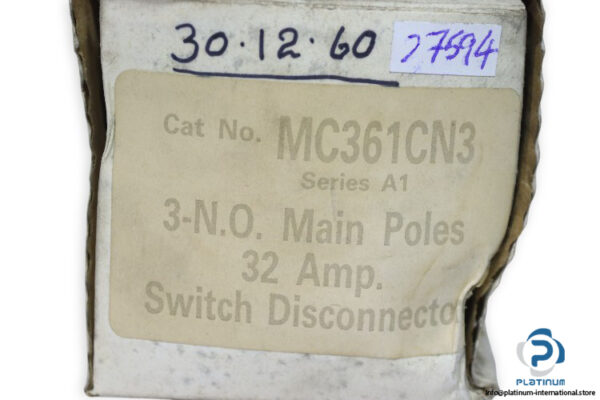 30·12·60 27594
Cat No. MC361CN3
Series A1
3-N.O. Main Poles
32 Amp.
Switch Disconnecto
PLATINUM
info@platinum-international.store